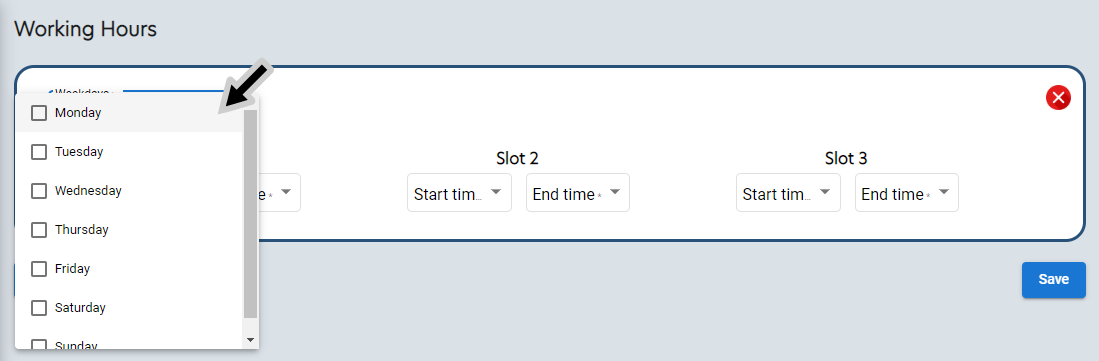 Working Hours
Weekdays *
Monday
Tuesday
Wednesday
Thursday
Friday
Saturday
Sunday
Slot 2
Slot 3
e *
Start tim...
End time *
Start tim...
End time *
Save